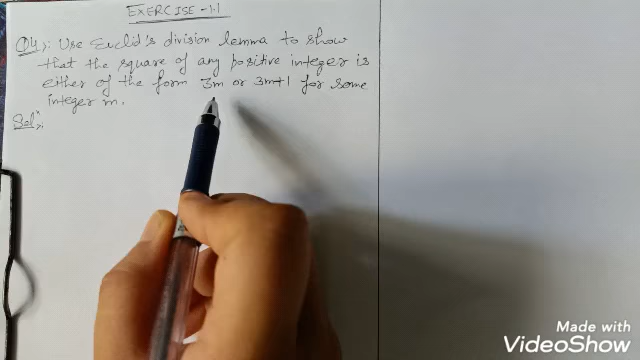 EXERCISE-1.1
Q4: Use Euclid's division lemma to show
that the square of any positive integer is
either of the form 3m or 3m+1 for some
integer m.
Solⁿ:
Made with
VideoShow